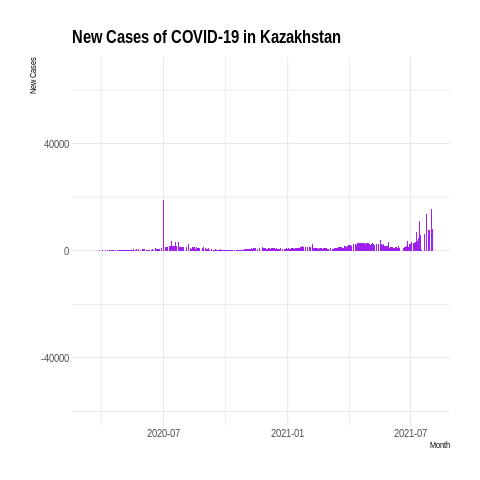 New Cases of COVID-19 in Kazakhstan
New Cases
40000
0
-40000
2020-07
2021-01
2021-07
Month